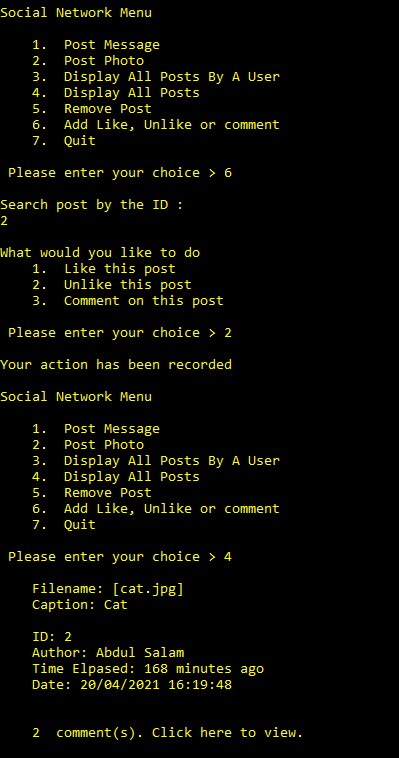 Social Network Menu
1. Post Message
2. Post Photo
3. Display All Posts By A User
4. Display All Posts
5. Remove Post
6. Add Like, Unlike or comment
7. Quit
Please enter your choice > 6
Search post by the ID :
2
What would you like to do
1. Like this post
2. Unlike this post
3. Comment on this post
Please enter your choice > 2
Your action has been recorded
Social Network Menu
1. Post Message
2. Post Photo
3. Display All Posts By A User
4. Display All Posts
5. Remove Post
6. Add Like, Unlike or comment
7. Quit
Please enter your choice > 4
Filename: [cat.jpg]
Caption: Cat
ID: 2
Author: Abdul Salam
Time Elpased: 168 minutes ago
Date: 20/04/2021 16:19:48
2  comment(s). Click here to view.